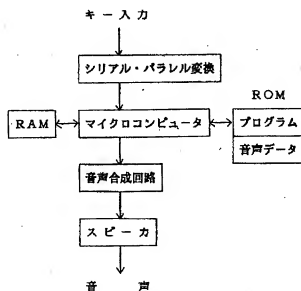 キー入力
シリアル・パラレル変換
ROM
RAM
マイクロコンピュータ
プログラム
音声データ
音声合成回路
スピーカ
音声